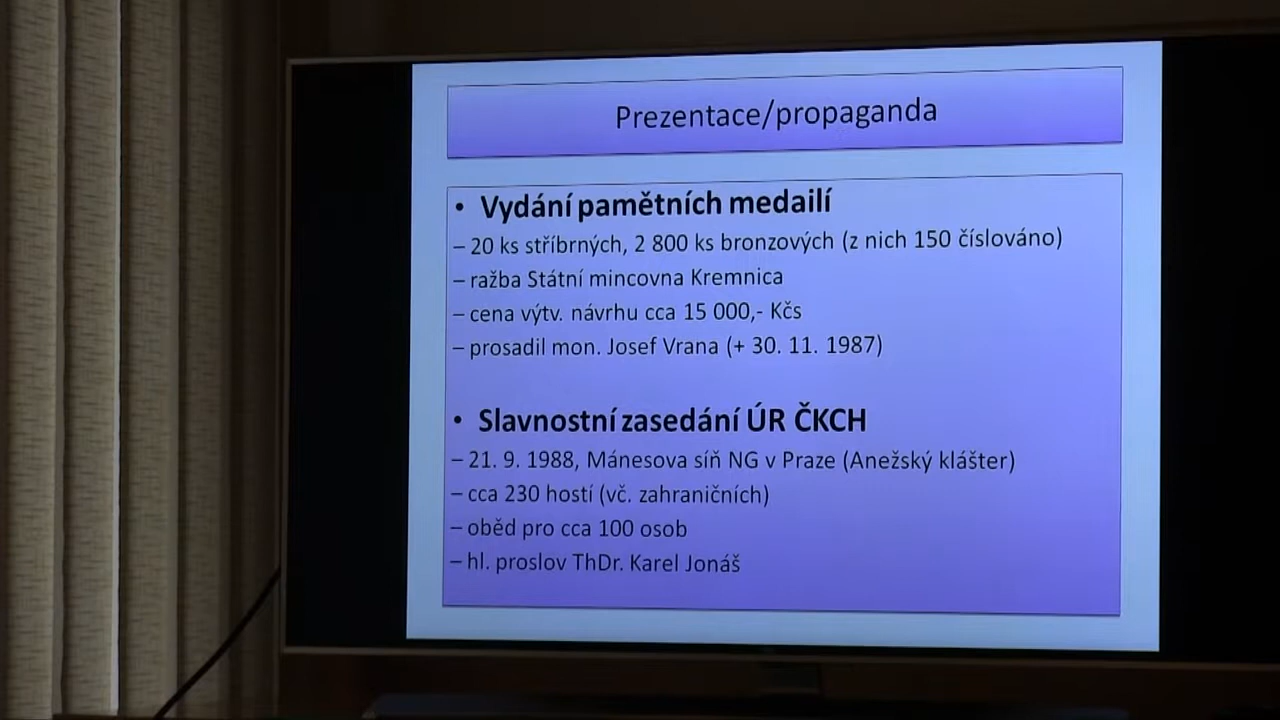 Prezentace/propaganda
• Vydání pamětních medailí
– 20 ks stříbrných, 2 800 ks bronzových (z nich 150 číslováno)
– ražba Státní mincovna Kremnica
– cena výtv. návrhu cca 15 000,- Kčs
– prosadil mon. Josef Vrana (+ 30. 11. 1987)
• Slavnostní zasedání ÚR ČKCH
– 21. 9. 1988, Mánesova síň NG v Praze (Anežský klášter)
– cca 230 hostí (vč. zahraničních)
– oběd pro cca 100 osob
– hl. proslov ThDr. Karel Jonáš